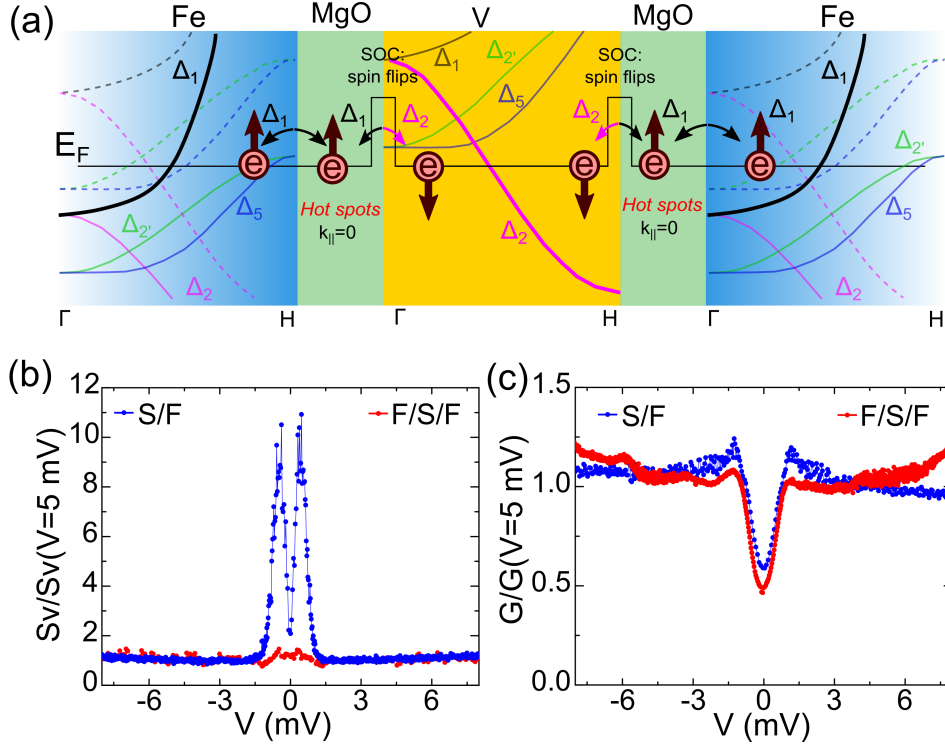 (a)
Fe
MgO
V
MgO
Fe
SOC:
spin flips
SOC:
spin flips
Δ1
Δ1
Δ2'
Δ5
Δ1
Δ1
Δ1
Δ2
Δ2
Δ1
Δ1
EF
e
e
e
e
e
e
Δ2'
Δ5
Δ2
Hot spots
k||=0
Δ2
Hot spots
k||=0
Δ2'
Δ5
Δ2
Γ
H
Γ
H
Γ
H
(b)
S/F
F/S/F
Sv/Sv(V=5 mV)
12
10
8
6
4
2
0
-6
-3
0
3
6
V (mV)
(c)
S/F
F/S/F
G/G(V=5 mV)
1.5
1.0
0.5
0.0
-6
-3
0
3
6
V (mV)